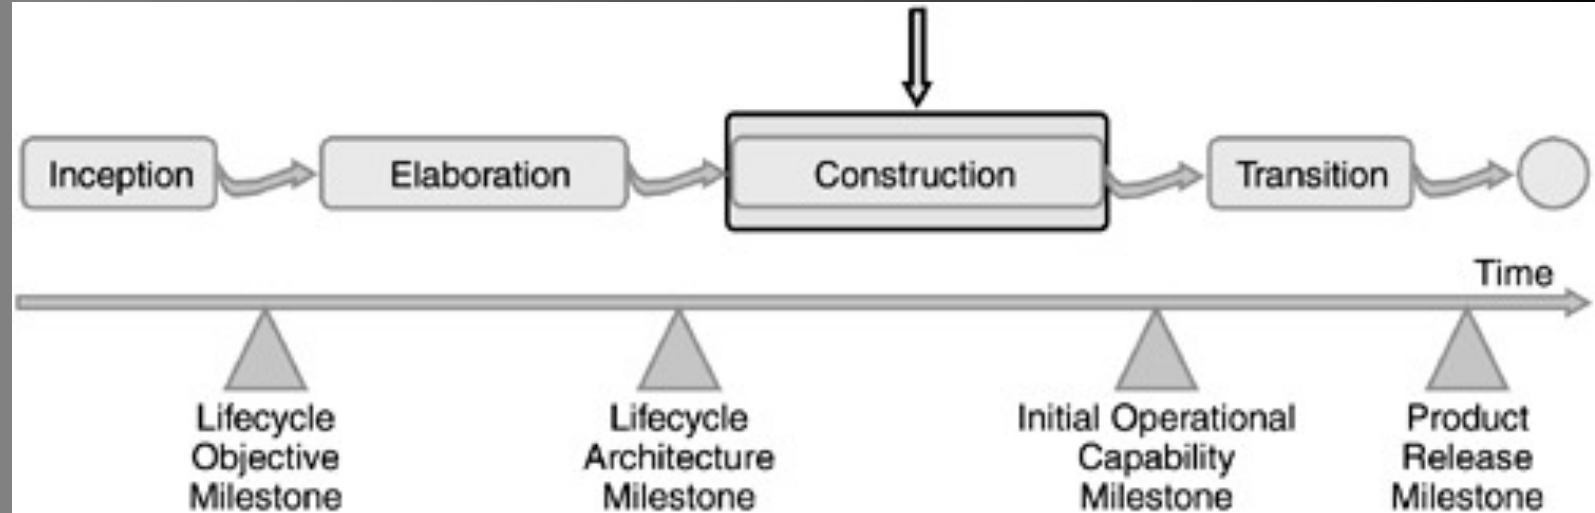 Inception
Elaboration
Construction
Transition
Time
Lifecycle
Objective
Milestone
Lifecycle
Architecture
Milestone
Initial Operational
Capability
Milestone
Product
Release
Milestone